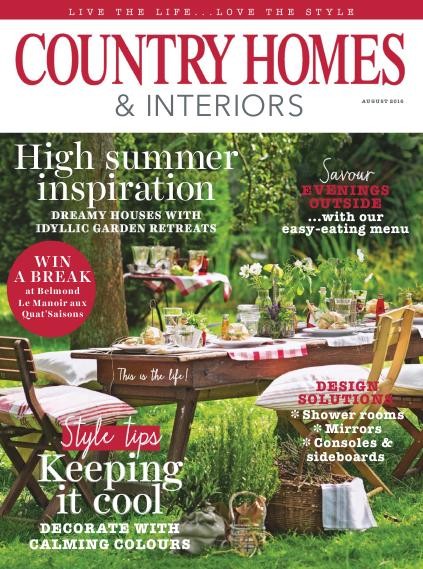 LIVE THE LIFE...LOVE THE STYLE
COUNTRY HOMES
& INTERIORS
AUGUST 2016
High summer
inspiration
DREAMY HOUSES WITH
IDYLLIC GARDEN RETREATS
Savour
EVENINGS
OUTSIDE
...with our
easy-eating menu
WIN
A BREAK
at Belmond
Le Manoir aux
Quat'Saisons
This is the life!
DESIGN
SOLUTIONS
* Shower rooms
* Mirrors
* Consoles &
sideboards
Style tips
Keeping
it cool
DECORATE WITH
CALMING COLOURS